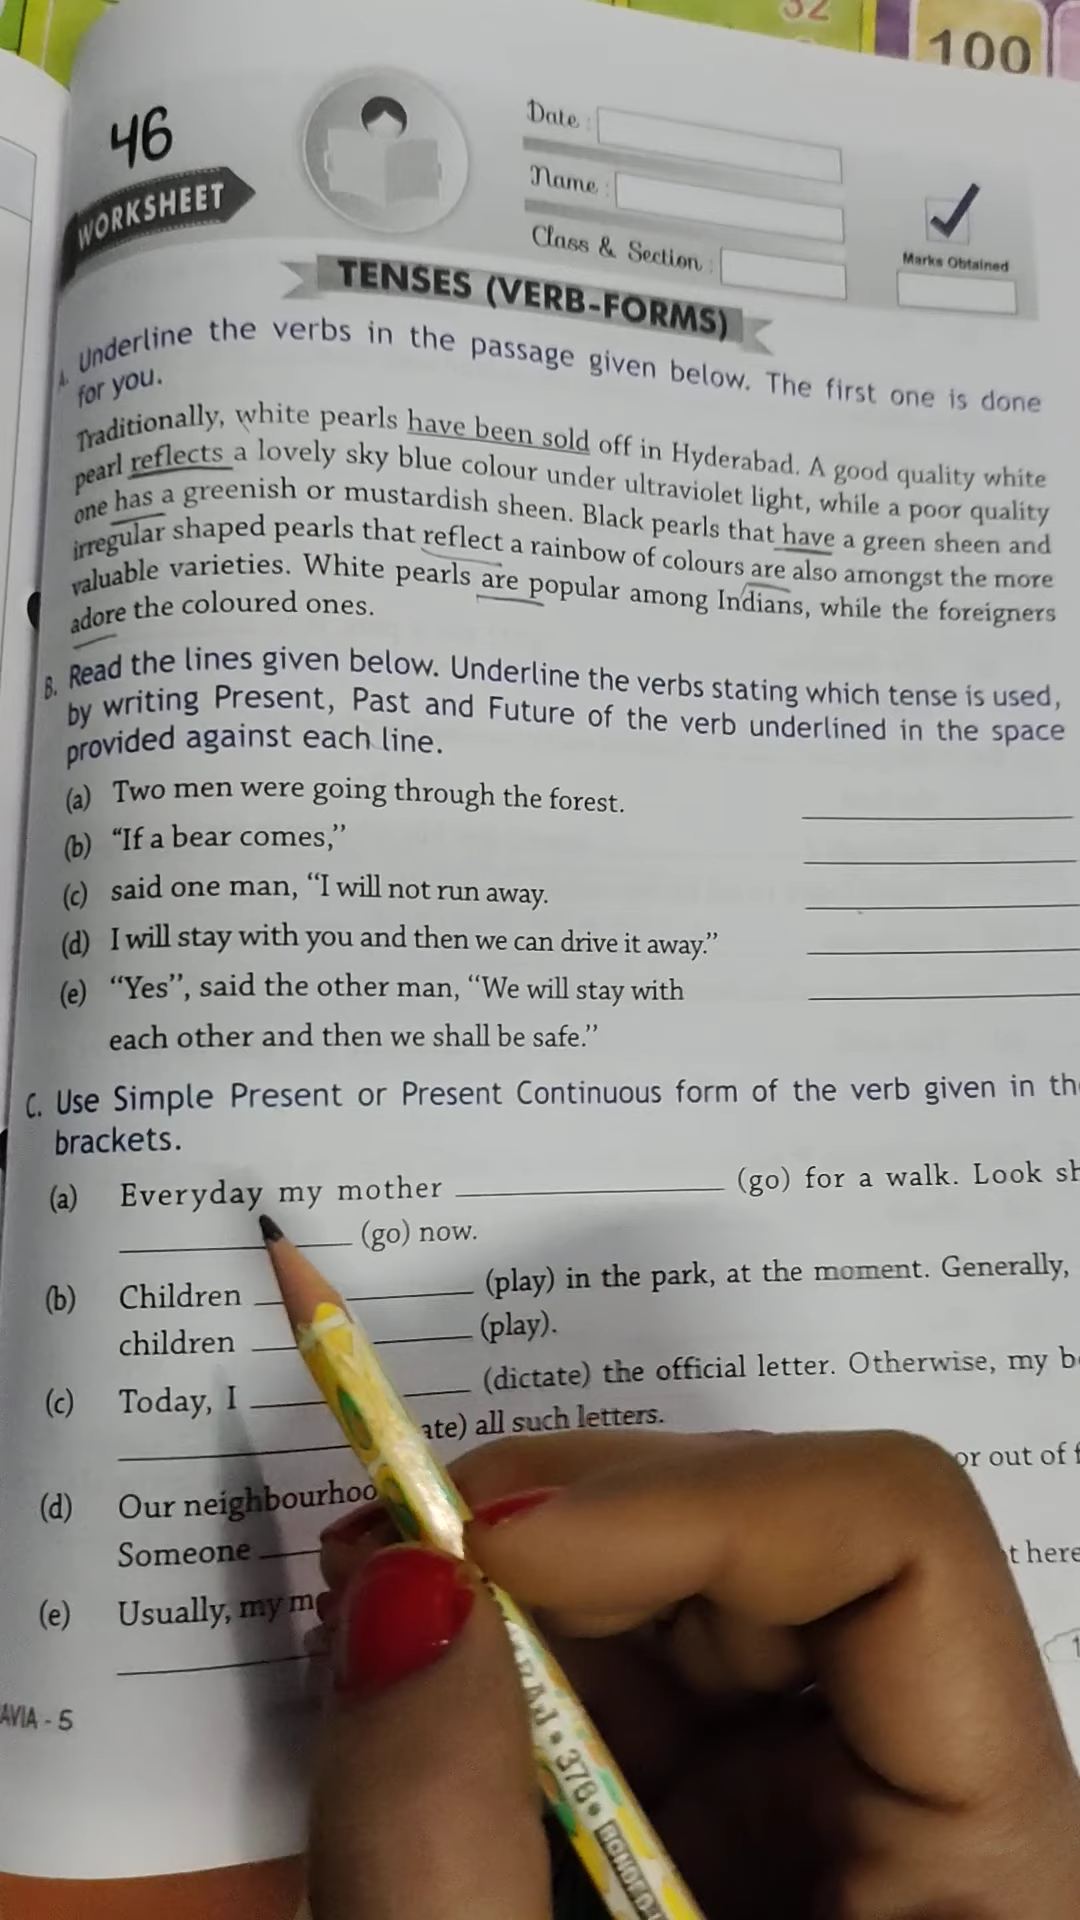 32
100
46
WORKSHEET
Date :
Name :
Class & Section :
Marks Obtained
TENSES (VERB-FORMS)
A. Underline the verbs in the passage given below. The first one is done
for you.
Traditionally, white pearls have been sold off in Hyderabad. A good quality white
pearl reflects a lovely sky blue colour under ultraviolet light, while a poor quality
one has a greenish or mustardish sheen. Black pearls that have a green sheen and
irregular shaped pearls that reflect a rainbow of colours are also amongst the more
valuable varieties. White pearls are popular among Indians, while the foreigners
adore the coloured ones.
B. Read the lines given below. Underline the verbs stating which tense is used,
by writing Present, Past and Future of the verb underlined in the space
provided against each line.
(a) Two men were going through the forest.
(b) “If a bear comes,”
(c) said one man, “I will not run away.
(d) I will stay with you and then we can drive it away.”
(e) “Yes”, said the other man, “We will stay with
each other and then we shall be safe.”
C. Use Simple Present or Present Continuous form of the verb given in
brackets.
(a) Everyday my mother (go) for a walk. Look
(go) now.
(b) Children (play) in the park, at the moment. Generally,
children (play).
(c) Today, I (dictate) the official letter. Otherwise, my
ate) all such letters.
or out of
(d) Our
Someone
here
(e) Usually, my
AVIA - 5
378